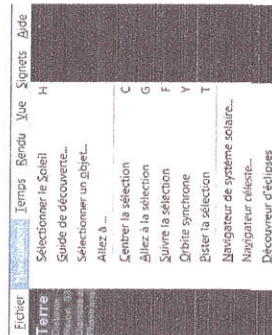 Fichier Temps Rendu Vue Signets Aide
Terre
Sélectionner le Soleil H
Guide de découverte...
Sélectionner un objet...
Allez à ...
Centrer la sélection C
Allez à la sélection G
Suivre la sélection F
Orbite synchrone Y
Pister la sélection T
Navigateur de système solaire...
Navigateur céleste...
Découvreur d'éclipses